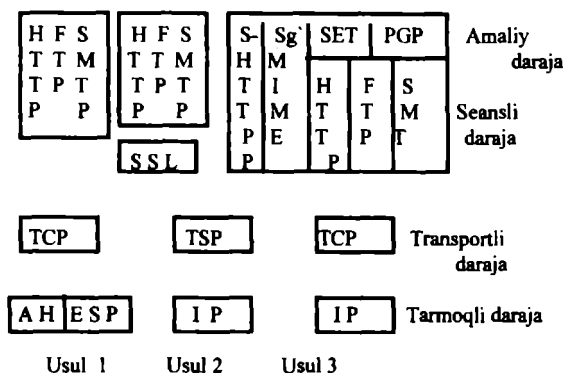 H F S H F S S- Sg` SET PGP Amaliy
T T M T T M H M daraja
T P T T P T T I H F S
P P P P T M T T M Seansli
P E T P T daraja
SSL P P
TCP TSP TCP Transportli
daraja
AH ESP IP IP Tarmoqli daraja
Usul 1 Usul 2 Usul 3